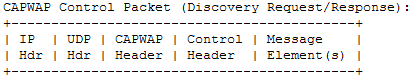 CAPWAP Control Packet (Discovery Request/Response):
+-------------------------------------------+
| IP  | UDP | CAPWAP | Control | Message    |
| Hdr | Hdr | Header | Header  | Element(s) |
+-------------------------------------------+